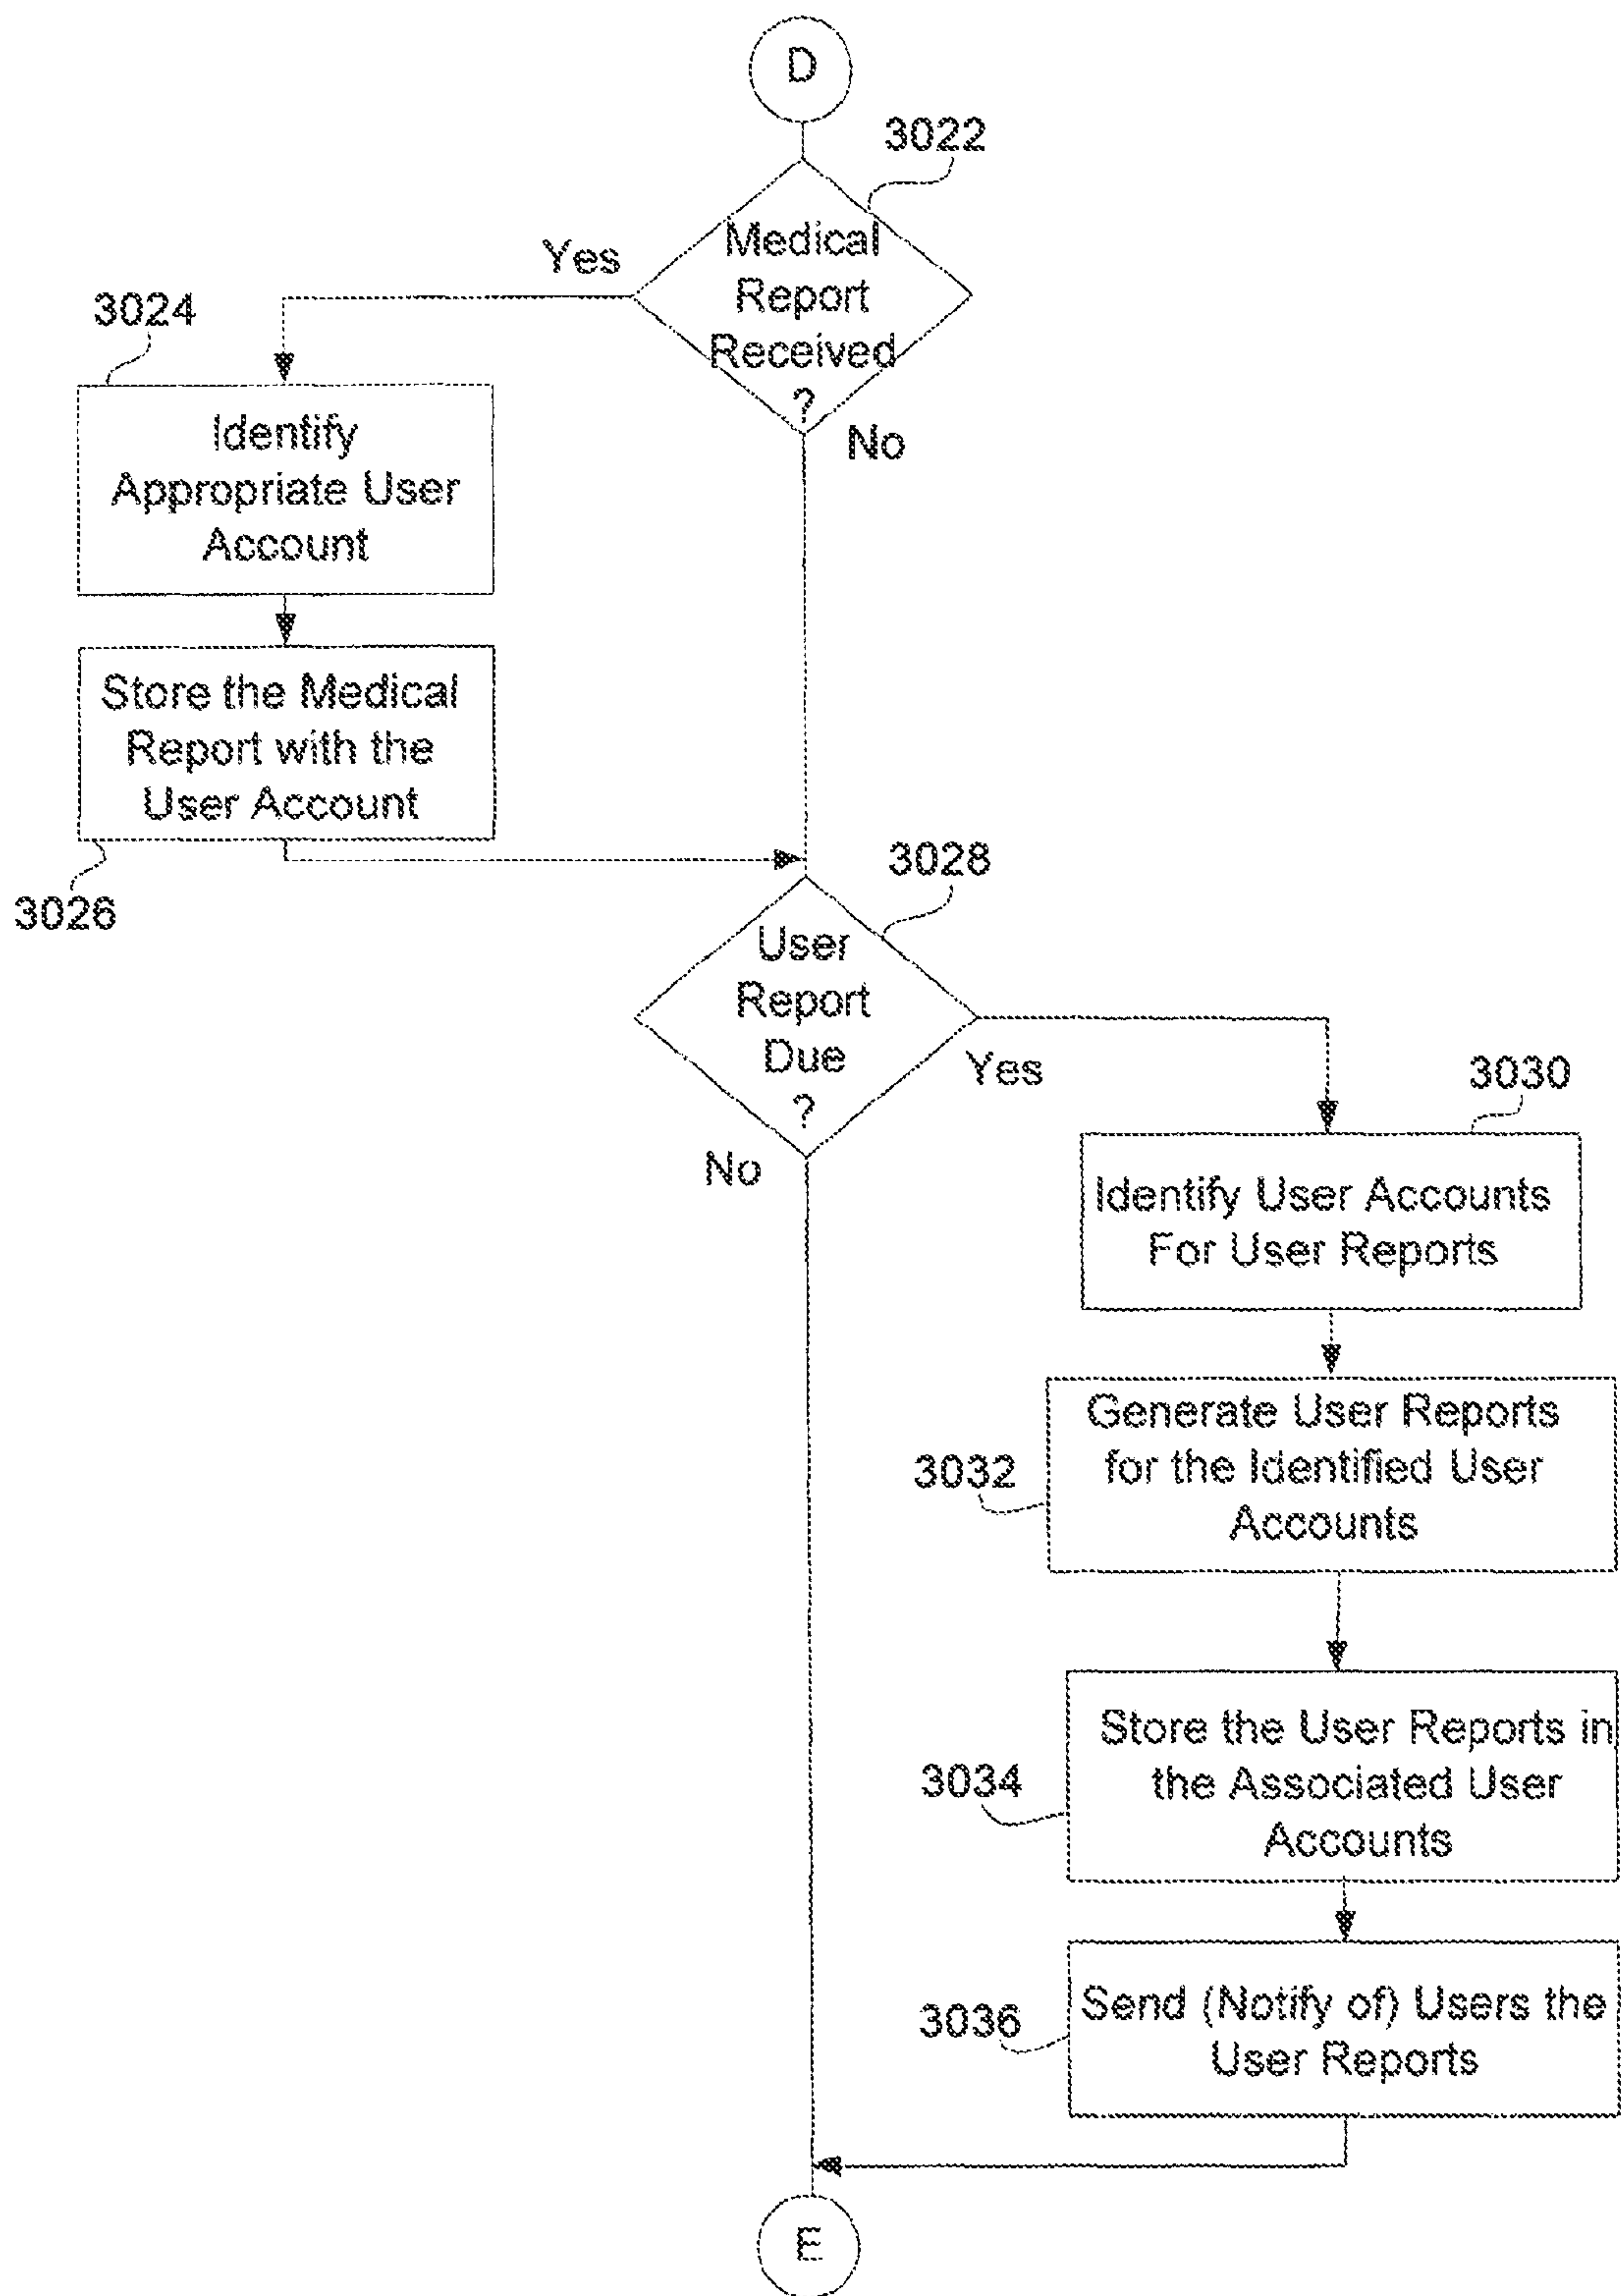 D
3022
Medical
Report
Received
?
Yes
No
3024
Identify
Appropriate User
Account
Store the Medical
Report with the
User Account
3026
3028
User
Report
Due
?
Yes
No
3030
Identify User Accounts
For User Reports
3032
Generate User Reports
for the Identified User
Accounts
3034
Store the User Reports in
the Associated User
Accounts
3036
Send (Notify of) Users the
User Reports
E